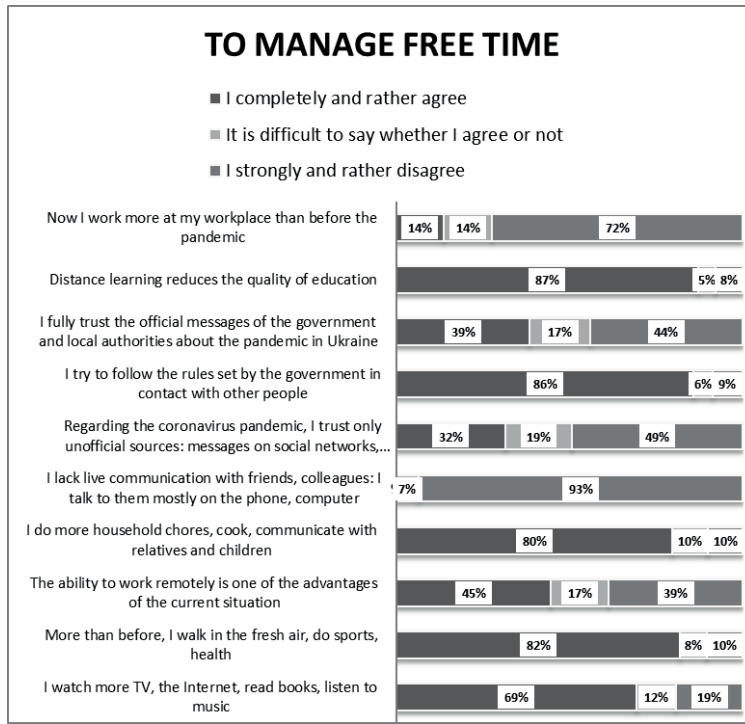 TO MANAGE FREE TIME
I completely and rather agree
It is difficult to say whether I agree or not
I strongly and rather disagree
Now I work more at my workplace than before the
pandemic
14% 14% 72%
Distance learning reduces the quality of education
87% 5% 8%
I fully trust the official messages of the government
and local authorities about the pandemic in Ukraine
39% 17% 44%
I try to follow the rules set by the government in
contact with other people
86% 6% 9%
Regarding the coronavirus pandemic, I trust only
unofficial sources: messages on social networks,...
32% 19% 49%
I lack live communication with friends, colleagues: I
talk to them mostly on the phone, computer
7% 93%
I do more household chores, cook, communicate with
relatives and children
80% 10% 10%
The ability to work remotely is one of the advantages
of the current situation
45% 17% 39%
More than before, I walk in the fresh air, do sports,
health
82% 8% 10%
I watch more TV, the Internet, read books, listen to
music
69% 12% 19%